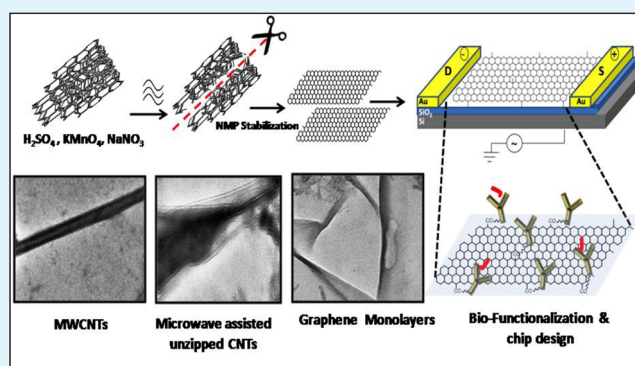 H₂SO₄, KMnO₄, NaNO₃
NMP Stabilization
D
-
S
+
Au
Au
SiO₂
Si
~
MWCNTs
Microwave assisted
unzipped CNTs
Graphene Monolayers
Bio-Functionalization &
chip design